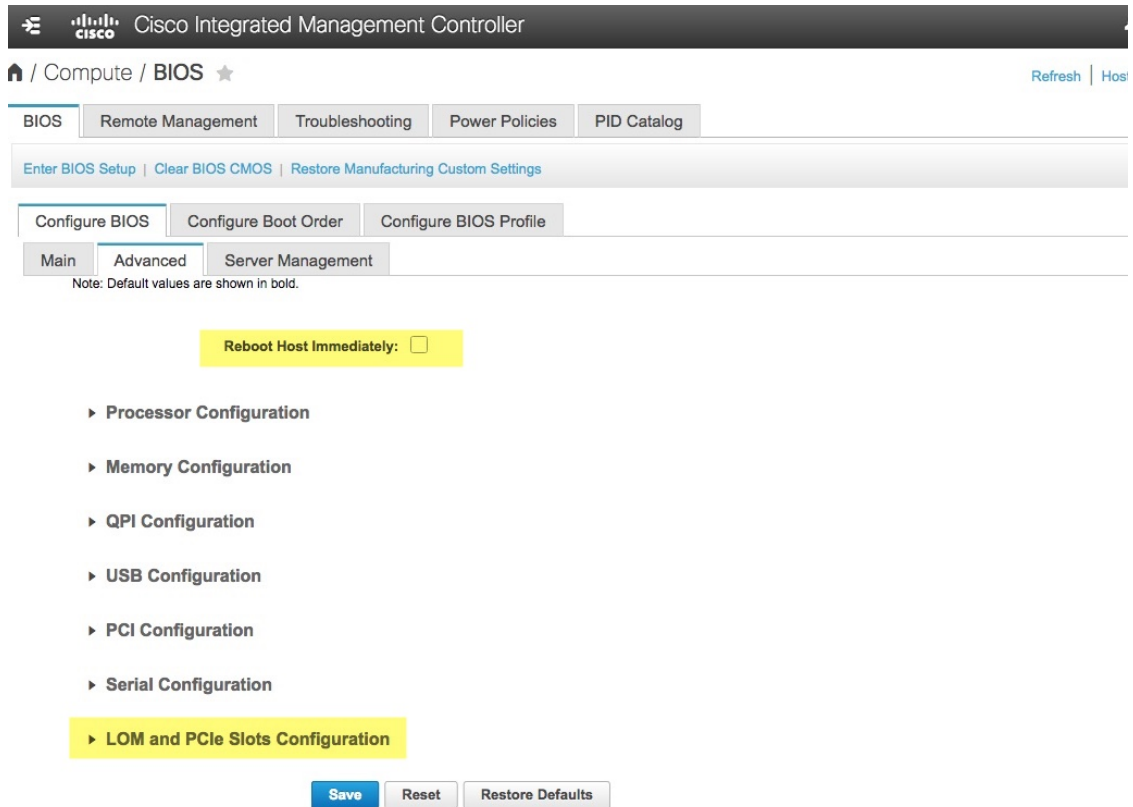 cisco Cisco Integrated Management Controller
/ Compute / BIOS
Refresh | Host
BIOS Remote Management Troubleshooting Power Policies PID Catalog
Enter BIOS Setup | Clear BIOS CMOS | Restore Manufacturing Custom Settings
Configure BIOS Configure Boot Order Configure BIOS Profile
Main Advanced Server Management
Note: Default values are shown in bold.
Reboot Host Immediately:
Processor Configuration
Memory Configuration
QPI Configuration
USB Configuration
PCI Configuration
Serial Configuration
LOM and PCIe Slots Configuration
Save Reset Restore Defaults